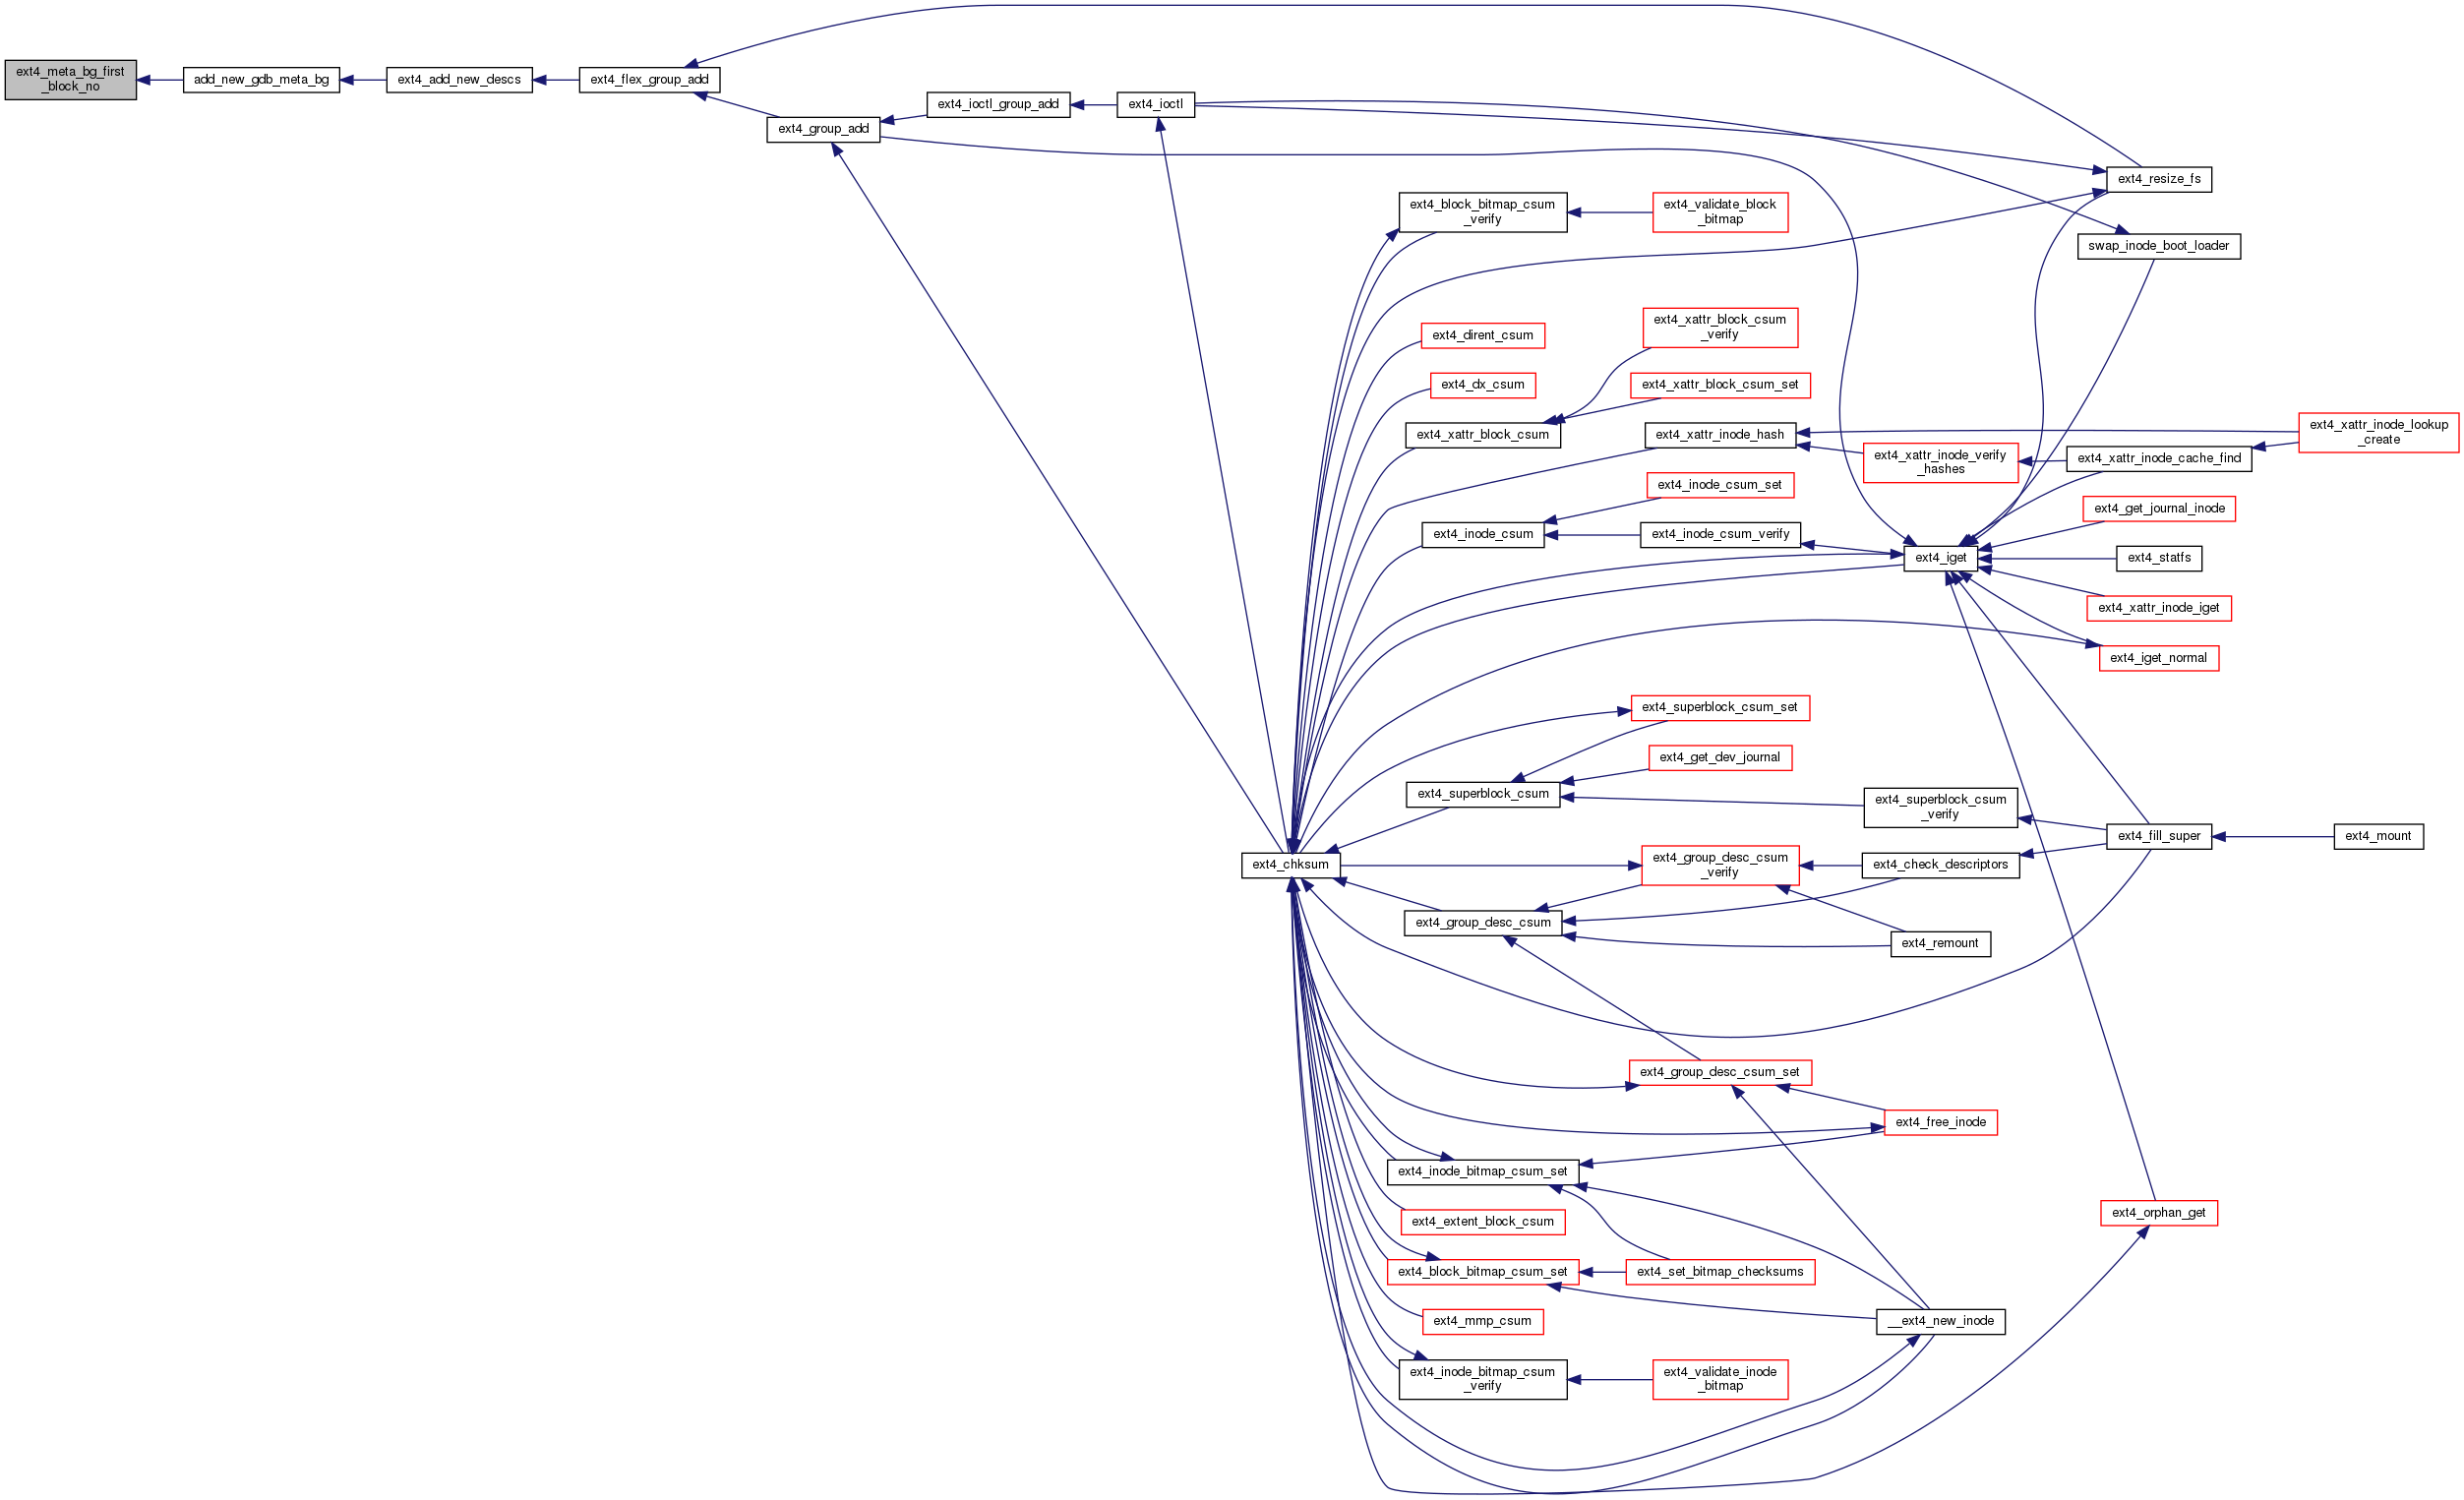 ext4_meta_bg_first
_block_no
add_new_gdb_meta_bg
ext4_add_new_descs
ext4_flex_group_add
ext4_group_add
ext4_ioctl_group_add
ext4_ioctl
ext4_resize_fs
swap_inode_boot_loader
ext4_block_bitmap_csum
_verify
ext4_validate_block
_bitmap
ext4_dirent_csum
ext4_xattr_block_csum
_verify
ext4_dx_csum
ext4_xattr_block_csum_set
ext4_xattr_block_csum
ext4_xattr_inode_hash
ext4_xattr_inode_verify
_hashes
ext4_xattr_inode_cache_find
ext4_xattr_inode_lookup
_create
ext4_inode_csum_set
ext4_get_journal_inode
ext4_inode_csum
ext4_inode_csum_verify
ext4_iget
ext4_statfs
ext4_xattr_inode_iget
ext4_iget_normal
ext4_superblock_csum_set
ext4_get_dev_journal
ext4_superblock_csum
ext4_superblock_csum
_verify
ext4_fill_super
ext4_mount
ext4_chksum
ext4_group_desc_csum
_verify
ext4_check_descriptors
ext4_group_desc_csum
ext4_remount
ext4_group_desc_csum_set
ext4_free_inode
ext4_inode_bitmap_csum_set
ext4_extent_block_csum
ext4_orphan_get
ext4_block_bitmap_csum_set
ext4_set_bitmap_checksums
ext4_mmp_csum
__ext4_new_inode
ext4_inode_bitmap_csum
_verify
ext4_validate_inode
_bitmap